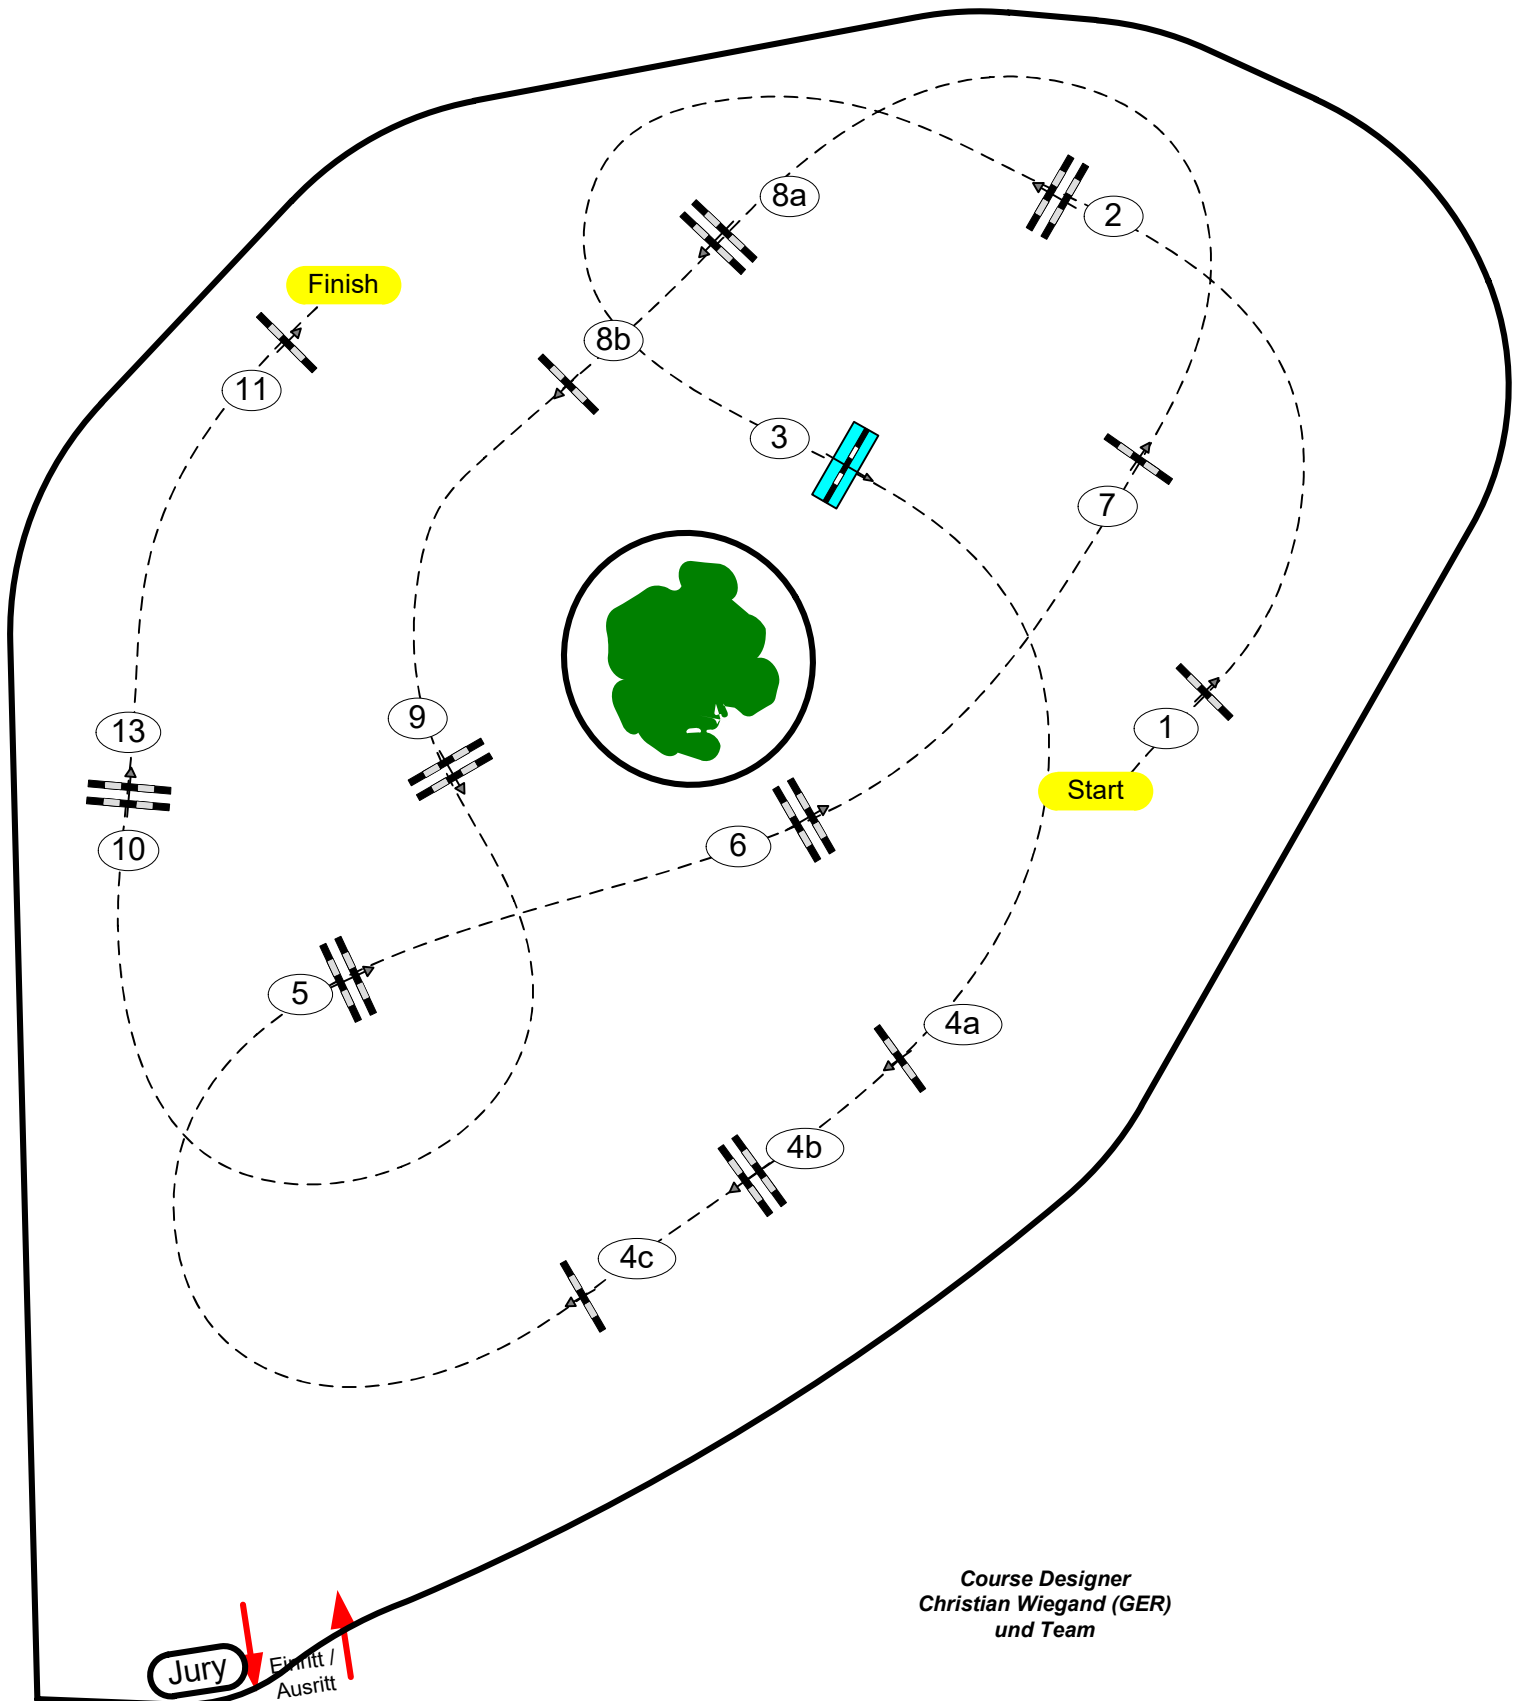 8a
2
Finish
8b
11
3
7
9
13
1
Start
6
10
5
4a
4b
4c
Course Designer
Christian Wiegand (GER)
und Team
Jury
Einritt /
Ausritt